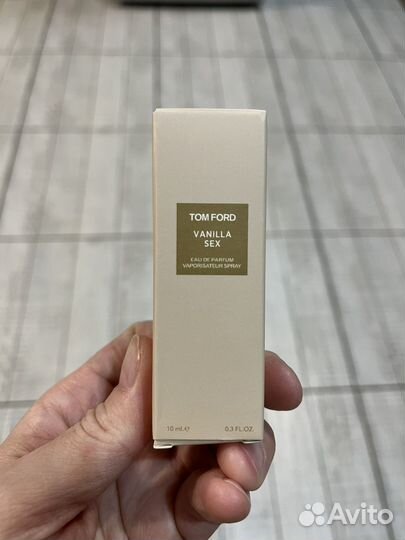 TOM FORD
VANILLA
SEX
EAU DE PARFUM
VAPORISATEUR SPRAY
10 ml.℮ 0.3 FL.OZ.
Avito